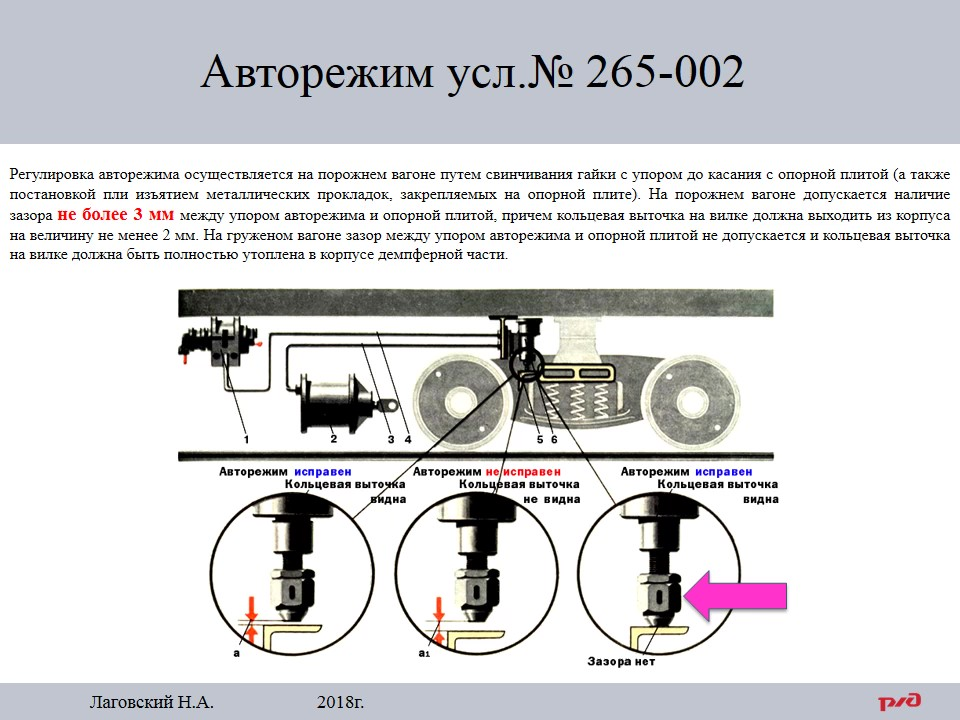 Авторежим усл.№ 265-002
Регулировка авторежима осуществляется на порожнем вагоне путем свинчивания гайки с упором до касания с опорной плитой (а также
постановкой пли изъятием металлических прокладок, закрепляемых на опорной плите). На порожнем вагоне допускается наличие
зазора не более 3 мм между упором авторежима и опорной плитой, причем кольцевая выточка на вилке должна выходить из корпуса
на величину не менее 2 мм. На груженом вагоне зазор между упором авторежима и опорной плитой не допускается и кольцевая выточка
на вилке должна быть полностью утоплена в корпусе демпферной части.
1 2 3 4 5 6
Авторежим исправен
Кольцевая выточка
видна
Авторежим не исправен
Кольцевая выточка
не видна
Авторежим исправен
Кольцевая выточка
видна
а
а1
Зазора нет
Лаговский Н.А. 2018г.
ржд